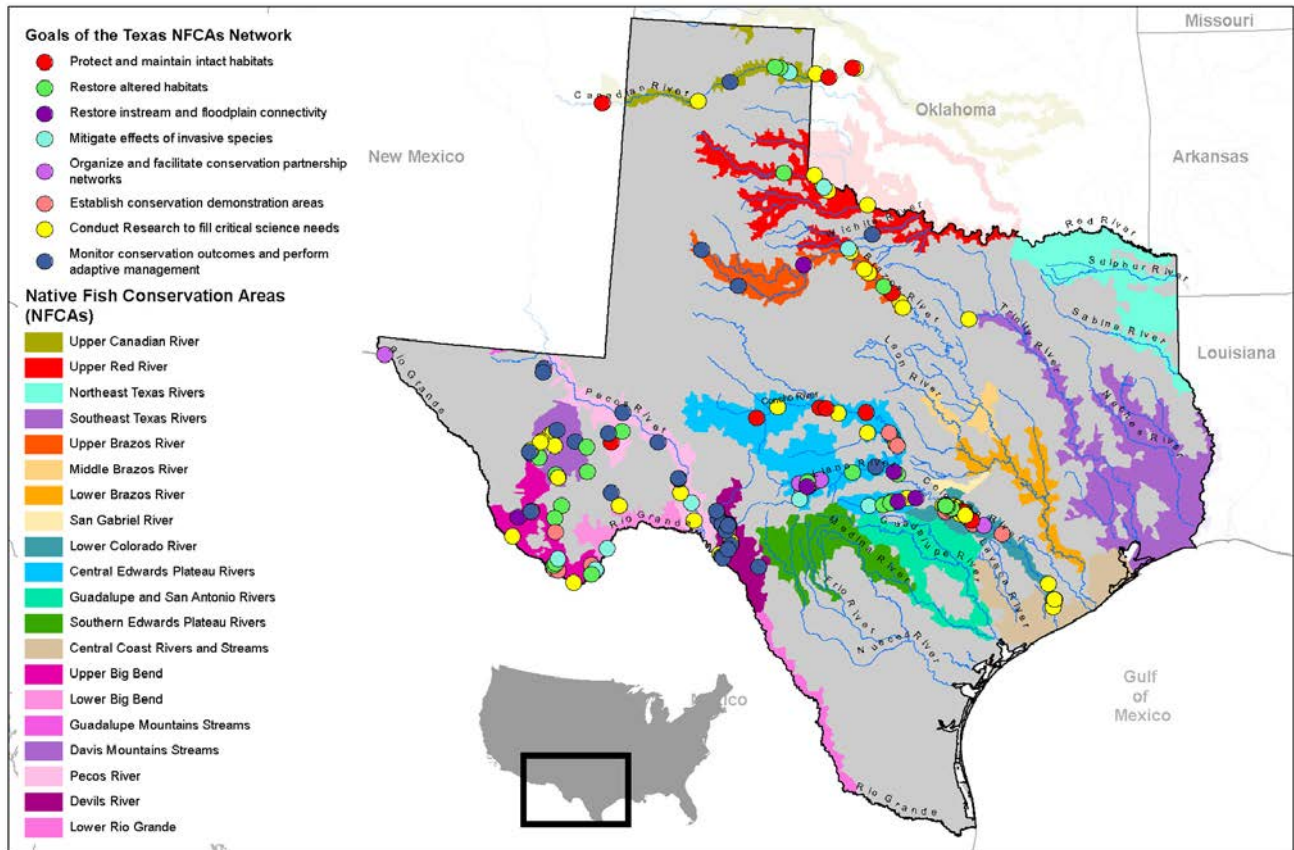 Goals of the Texas NFCAs Network
Protect and maintain intact habitats
Restore altered habitats
Restore instream and floodplain connectivity
Mitigate effects of invasive species
Organize and facilitate conservation partnership
networks
Establish conservation demonstration areas
Conduct Research to fill critical science needs
Monitor conservation outcomes and perform
adaptive management
Native Fish Conservation Areas
(NFCAs)
Upper Canadian River
Upper Red River
Northeast Texas Rivers
Southeast Texas Rivers
Upper Brazos River
Middle Brazos River
Lower Brazos River
San Gabriel River
Lower Colorado River
Central Edwards Plateau Rivers
Guadalupe and San Antonio Rivers
Southern Edwards Plateau Rivers
Central Coast Rivers and Streams
Upper Big Bend
Lower Big Bend
Guadalupe Mountains Streams
Davis Mountains Streams
Pecos River
Devils River
Lower Rio Grande
Missouri
Canadian River
Oklahoma
New Mexico
Arkansas
Wichita River
Red River
Sulphur River
Brazos River
Trinity River
Sabina River
Louisiana
Rio Grande
Leon River
Pecos River
Concho River
Neches River
Llano River
Rio Grande
Guadalupe River
Medina River
Lavaca River
Frio River
Nueces River
Gulf
of
Mexico
Rio Grande